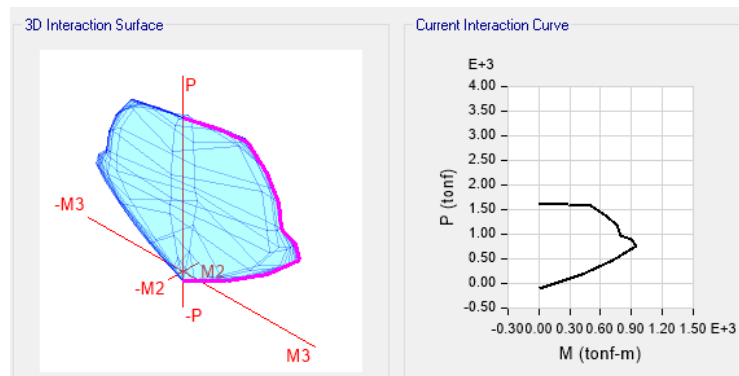 3D Interaction Surface
P
-M3
M2
-M2
-P
M3
Current Interaction Curve
E+3
4.00
3.50
3.00
2.50
2.00
1.50
1.00
0.50
0.00
-0.50
P (tonf)
-0.300.00 0.30 0.60 0.90 1.20 1.50 E+3
M (tonf-m)